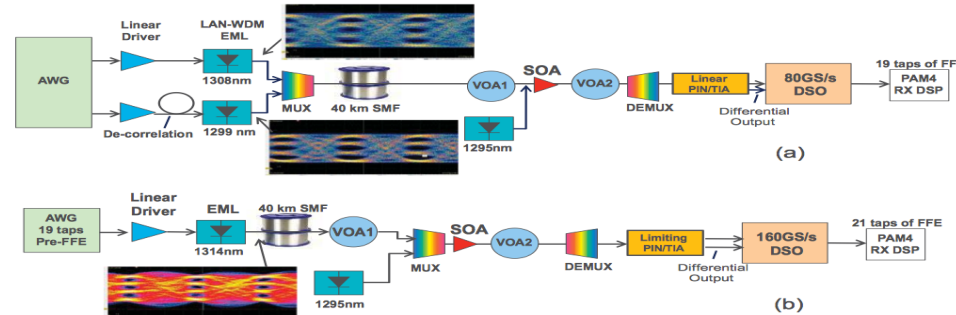 Linear
Driver
LAN-WDM
EML
AWG
1308nm
MUX
40 km SMF
De-correlation
1299 nm
VOA1
SOA
VOA2
1295nm
DEMUX
Linear
PIN/TIA
Differential
Output
80GS/s
DSO
19 taps of FF
PAM4
RX DSP
(a)
AWG
19 taps
Pre-FFE
Linear
Driver
EML
1314nm
40 km SMF
VOA1
1295nm
MUX
SOA
VOA2
DEMUX
Limiting
PIN/TIA
Differential
Output
160GS/s
DSO
21 taps of FFE
PAM4
RX DSP
(b)